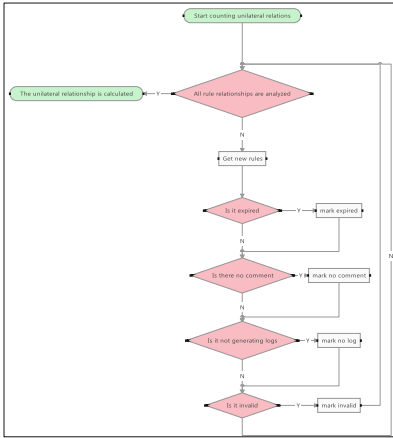 Start counting unilateral relations
All rule relationships are analyzed
Y
The unilateral relationship is calculated
N
Get new rules
Is it expired
Y
mark expired
N
N
Is there no comment
Y
mark no comment
N
Is it not generating logs
Y
mark no log
N
Is it invalid
Y
mark invalid